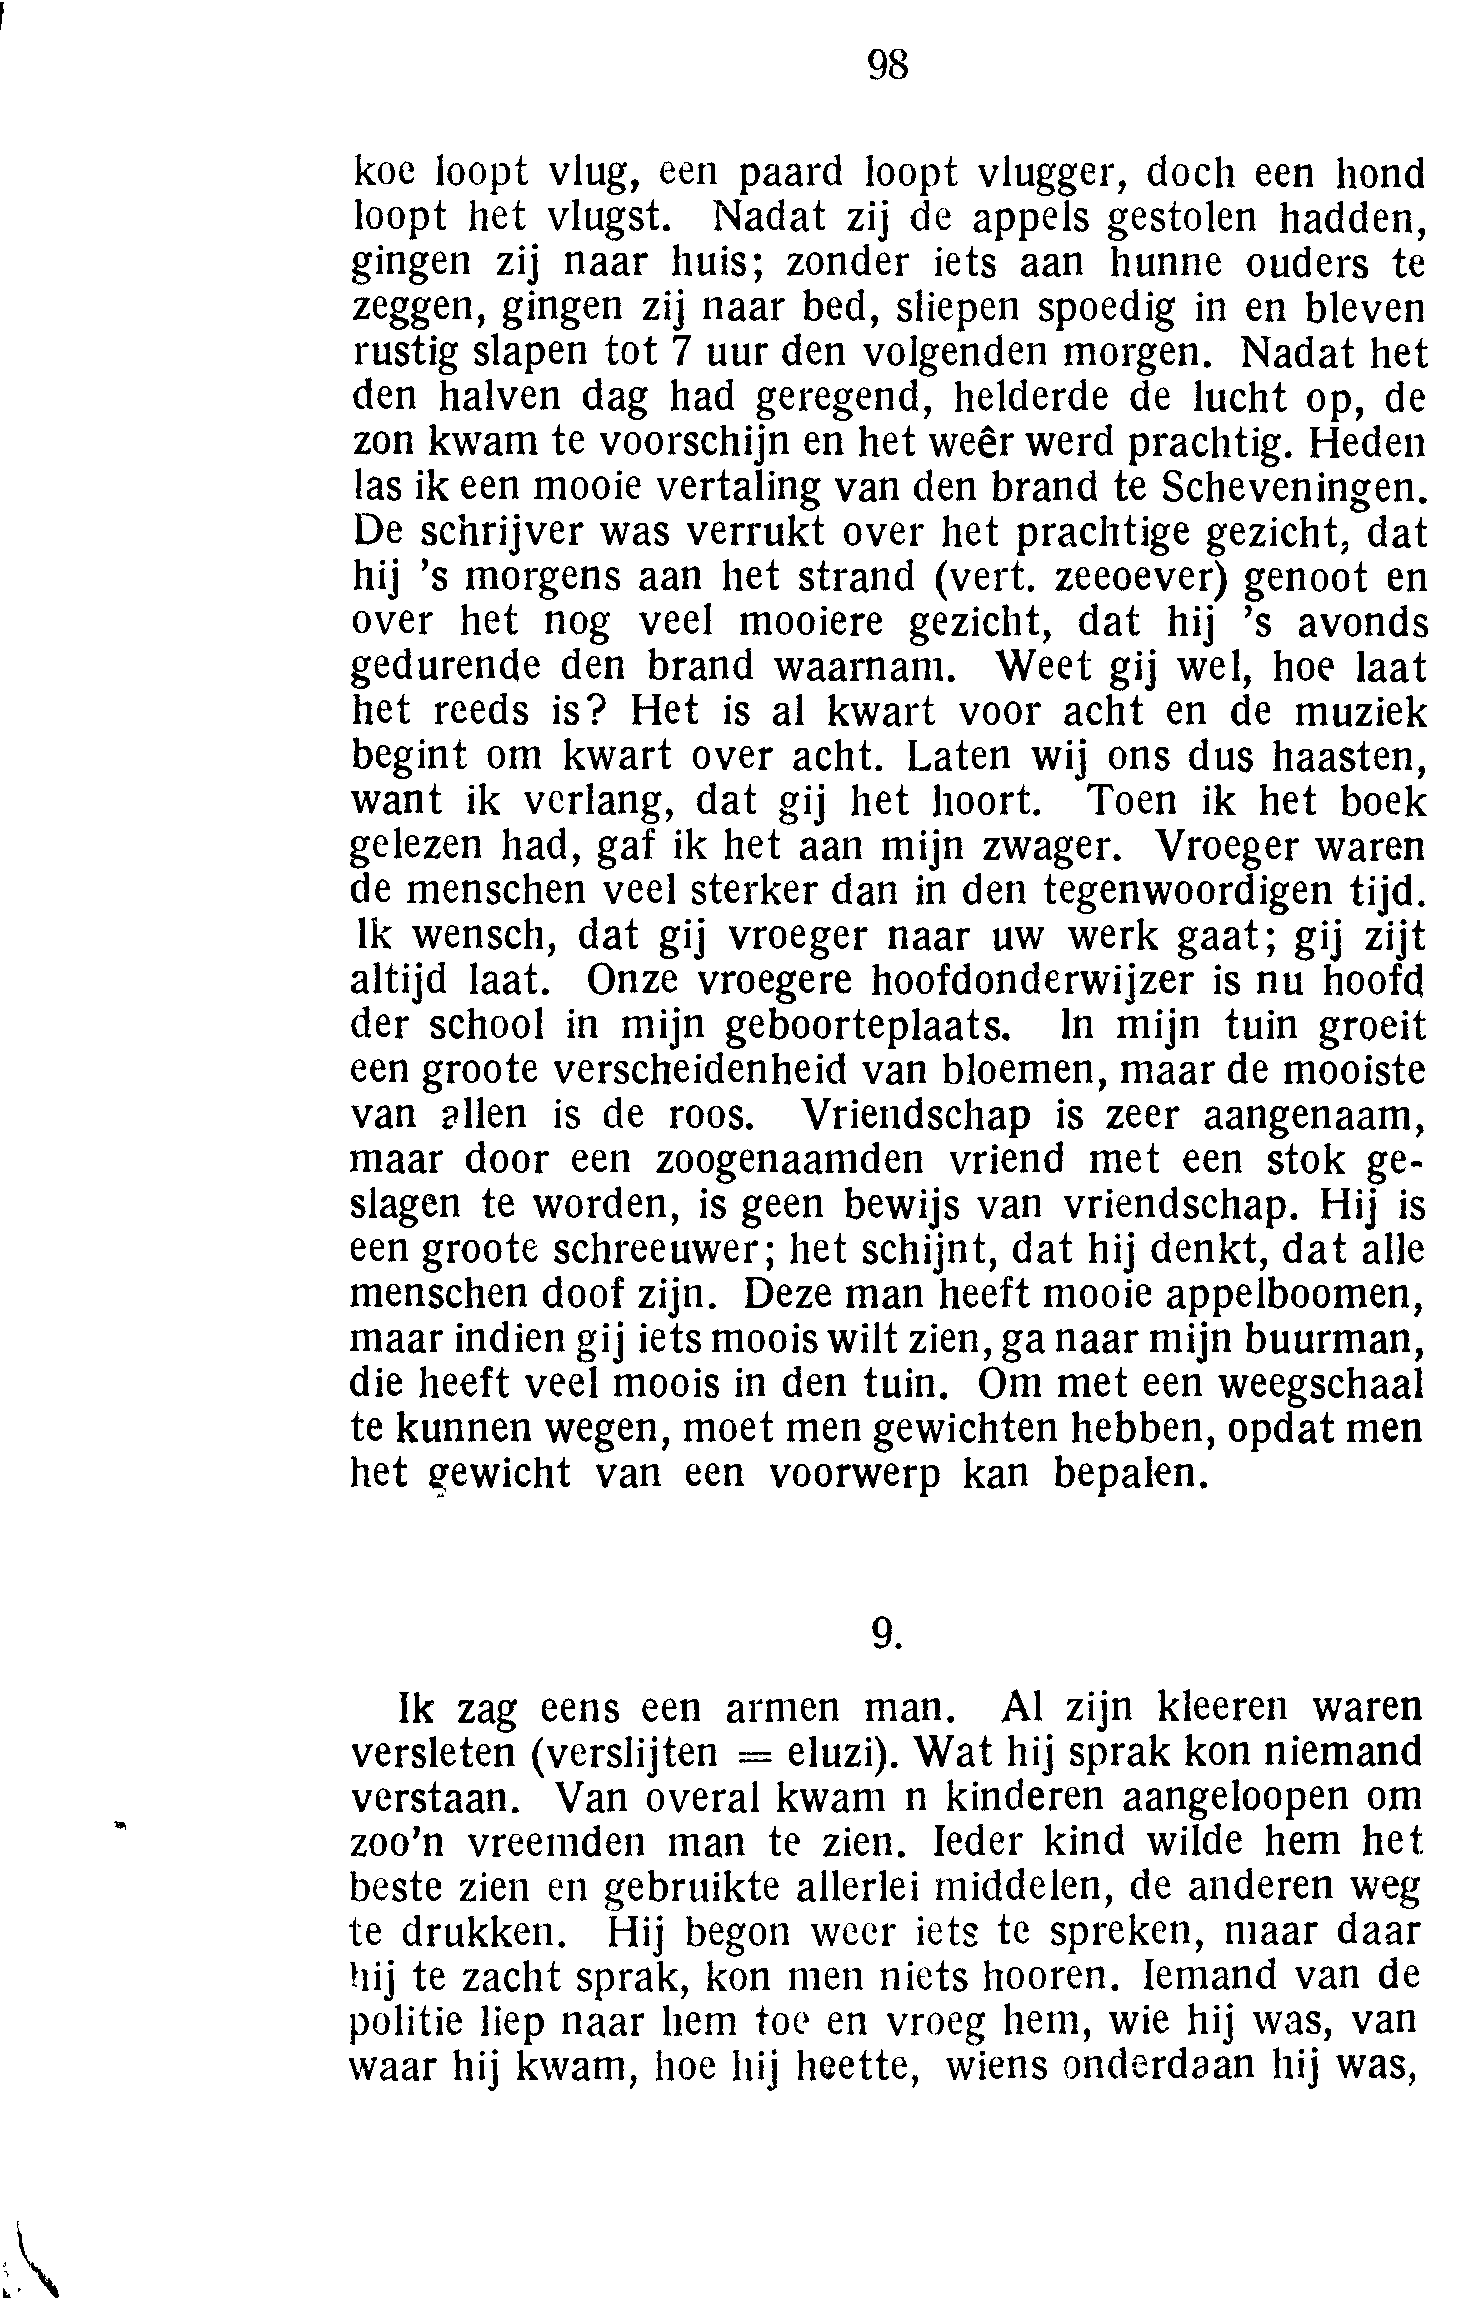 98
koe loopt vlug, een paard loopt vlugger, doch een hond
loopt het vlugst. Nadat zij de appels gestolen hadden,
gingen zij naar huis; zonder iets aan hunne ouders te
zeggen, gingen zij naar bed, sliepen spoedig in en bleven
rustig slapen tot 7 uur den volgenden morgen. Nadat het
den halven dag had geregend, helderde de lucht op, de
zon kwam te voorschijn en het weêr werd prachtig. Heden
las ik een mooie vertaling van den brand te Scheveningen.
De schrijver was verrukt over het prachtige gezicht, dat
hij 's morgens aan het strand (vert. zeeoever) genoot en
over het nog veel mooiere gezicht, dat hij 's avonds
gedurende den brand waarnam. Weet gij wel, hoe laat
het reeds is? Het is al kwart voor acht en de muziek
begint om kwart over acht. Laten wij ons dus haasten,
want ik verlang, dat gij het hoort. Toen ik het boek
gelezen had, gaf ik het aan mijn zwager. Vroeger waren
de menschen veel sterker dan in den tegenwoordigen tijd.
Ik wensch, dat gij vroeger naar uw werk gaat; gij zijt
altijd laat. Onze vroegere hoofdonderwijzer is nu hoofd
der school in mijn geboorteplaats. In mijn tuin groeit
een groote verscheidenheid van bloemen, maar de mooiste
van allen is de roos. Vriendschap is zeer aangenaam,
maar door een zoogenaamden vriend met een stok ge-
slagen te worden, is geen bewijs van vriendschap. Hij is
een groote schreeuwer; het schijnt, dat hij denkt, dat alle
menschen doof zijn. Deze man heeft mooie appelboomen,
maar indien gij iets moois wilt zien, ga naar mijn buurman,
die heeft veel moois in den tuin. Om met een weegschaal
te kunnen wegen, moet men gewichten hebben, opdat men
het gewicht van een voorwerp kan bepalen.
9.
Ik zag eens een armen man. Al zijn kleeren waren
versleten (verslijten = eluzi). Wat hij sprak kon niemand
verstaan. Van overal kwam n kinderen aangeloopen om
zoo'n vreemden man te zien. Ieder kind wilde hem het
beste zien en gebruikte allerlei middelen, de anderen weg
te drukken. Hij begon weer iets te spreken, maar daar
hij te zacht sprak, kon men niets hooren. Iemand van de
politie liep naar hem toe en vroeg hem, wie hij was, van
waar hij kwam, hoe hij heette, wiens onderdaan hij was,